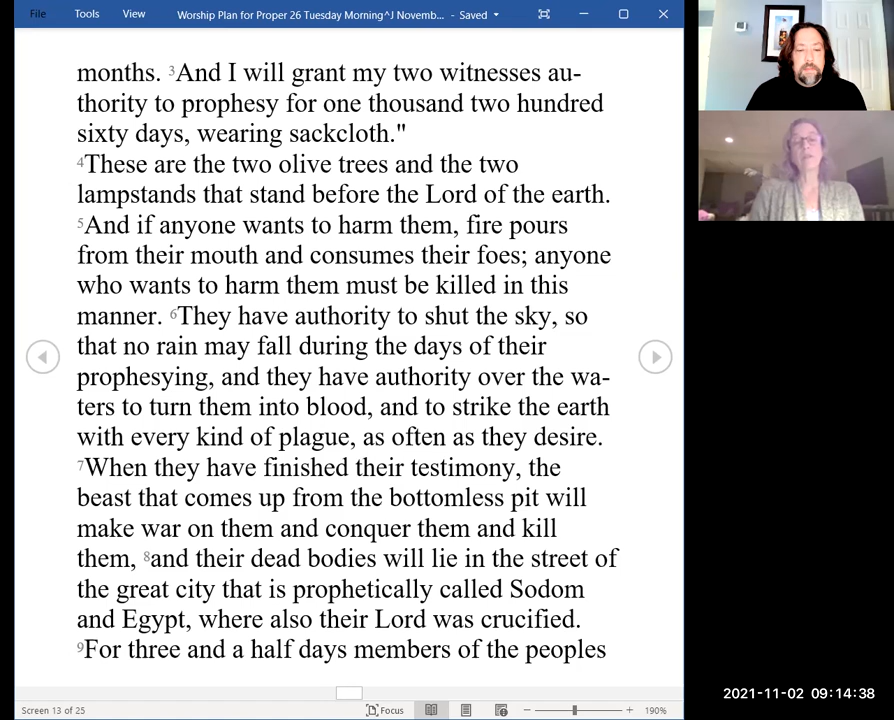 File Tools View Worship Plan for Proper 26 Tuesday Morning^J Novemb... - Saved
months. 3And I will grant my two witnesses au-
thority to prophesy for one thousand two hundred
sixty days, wearing sackcloth."
4These are the two olive trees and the two
lampstands that stand before the Lord of the earth.
5And if anyone wants to harm them, fire pours
from their mouth and consumes their foes; anyone
who wants to harm them must be killed in this
manner. 6They have authority to shut the sky, so
that no rain may fall during the days of their
prophesying, and they have authority over the wa-
ters to turn them into blood, and to strike the earth
with every kind of plague, as often as they desire.
7When they have finished their testimony, the
beast that comes up from the bottomless pit will
make war on them and conquer them and kill
them, 8and their dead bodies will lie in the street of
the great city that is prophetically called Sodom
and Egypt, where also their Lord was crucified.
9For three and a half days members of the peoples
2021-11-02 09:14:38
Screen 13 of 25 Focus 190%